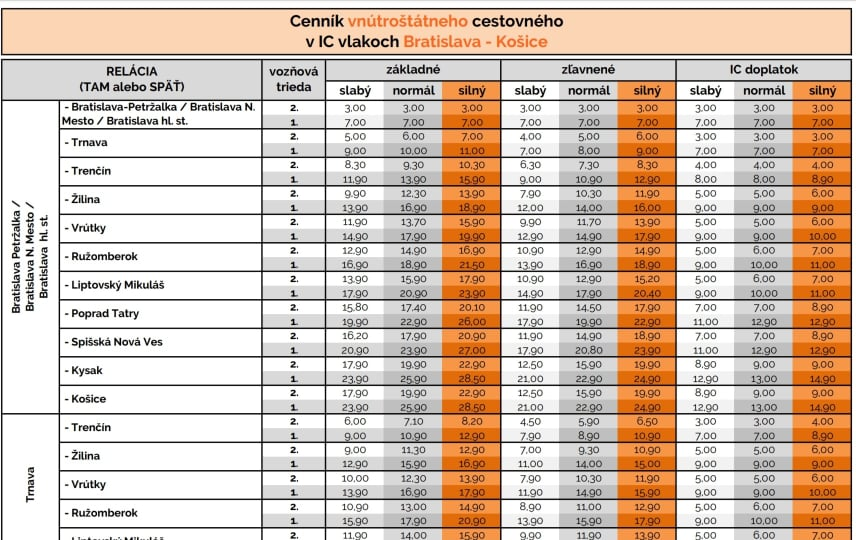 Cenník vnútroštátneho cestovného
v IC vlakoch Bratislava - Košice
RELÁCIA
(TAM alebo SPÄŤ)
vozňová
trieda
základné zľavnené IC doplatok
slabý normál silný slabý normál silný slabý normál silný
Bratislava Petržalka /
Bratislava N. Mesto /
Bratislava hl. st.
- Bratislava-Petržalka / Bratislava N. 2. 3,00 3,00 3,00 3,00 3,00 3,00 3,00 3,00 3,00
Mesto / Bratislava hl. st. 1. 7,00 7,00 7,00 7,00 7,00 7,00 7,00 7,00 7,00
- Trnava 2. 5,00 6,00 7,00 4,00 5,00 6,00 3,00 3,00 3,00
1. 9,00 10,00 11,00 7,00 8,00 9,00 7,00 7,00 7,00
- Trenčín 2. 8,30 9,30 10,30 6,30 7,30 8,30 4,00 4,00 4,00
1. 11,90 13,90 15,90 9,00 10,90 12,90 8,00 8,00 8,90
- Žilina 2. 9,90 12,30 13,90 7,90 10,30 11,90 5,00 5,00 6,00
1. 13,90 16,90 18,90 12,00 14,00 16,00 9,00 9,00 9,00
- Vrútky 2. 11,90 13,70 15,90 9,90 11,70 13,90 5,00 5,00 6,00
1. 14,90 17,90 19,90 12,90 14,90 17,90 9,00 9,00 10,00
- Ružomberok 2. 12,90 14,90 16,90 10,90 12,90 14,90 5,00 6,00 7,00
1. 16,90 18,90 21,50 13,90 16,90 18,90 9,00 10,00 11,00
- Liptovský Mikuláš 2. 13,90 15,90 17,90 10,90 12,90 15,20 5,00 6,00 7,00
1. 17,90 20,90 23,90 14,90 17,90 20,40 9,00 10,00 11,00
- Poprad Tatry 2. 15,80 17,40 20,10 11,90 14,50 17,90 7,00 7,00 8,90
1. 19,90 22,90 26,00 17,90 19,90 22,90 11,00 12,90 12,90
- Spišská Nová Ves 2. 16,20 17,90 20,90 11,90 14,90 18,90 7,00 7,00 8,90
1. 20,90 23,90 27,00 17,90 20,80 23,90 11,00 12,90 12,90
- Kysak 2. 17,90 19,90 22,90 12,50 15,90 19,90 8,90 9,00 9,00
1. 23,90 25,90 28,50 21,00 22,90 24,90 12,90 13,00 14,90
- Košice 2. 17,90 19,90 22,90 12,50 15,90 19,90 8,90 9,00 9,00
1. 23,90 25,90 28,50 21,00 22,90 24,90 12,90 13,00 14,90
Trnava
- Trenčín 2. 6,00 7,10 8,20 4,50 5,90 6,50 3,00 3,00 4,00
1. 9,00 10,90 12,90 7,90 8,90 10,90 7,00 7,00 8,90
- Žilina 2. 9,00 11,30 12,90 7,00 9,30 10,90 5,00 5,00 6,00
1. 12,90 15,90 16,90 11,00 14,00 15,00 9,00 9,00 9,00
- Vrútky 2. 10,00 12,30 13,90 7,90 10,30 11,90 5,00 5,00 6,00
1. 13,90 16,90 17,90 11,90 14,90 15,90 9,00 9,00 10,00
- Ružomberok 2. 10,90 13,00 14,90 8,90 11,00 12,90 5,00 6,00 7,00
1. 15,90 17,90 20,90 13,90 15,90 17,90 9,00 10,00 11,00
- Liptovský Mikuláš 2. 11,90 14,00 15,90 9,90 11,90 13,90 5,00 6,00 7,00